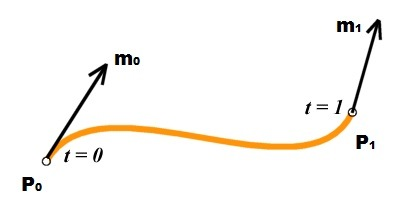 m₁
m₀
t = 1
P₁
t = 0
P₀